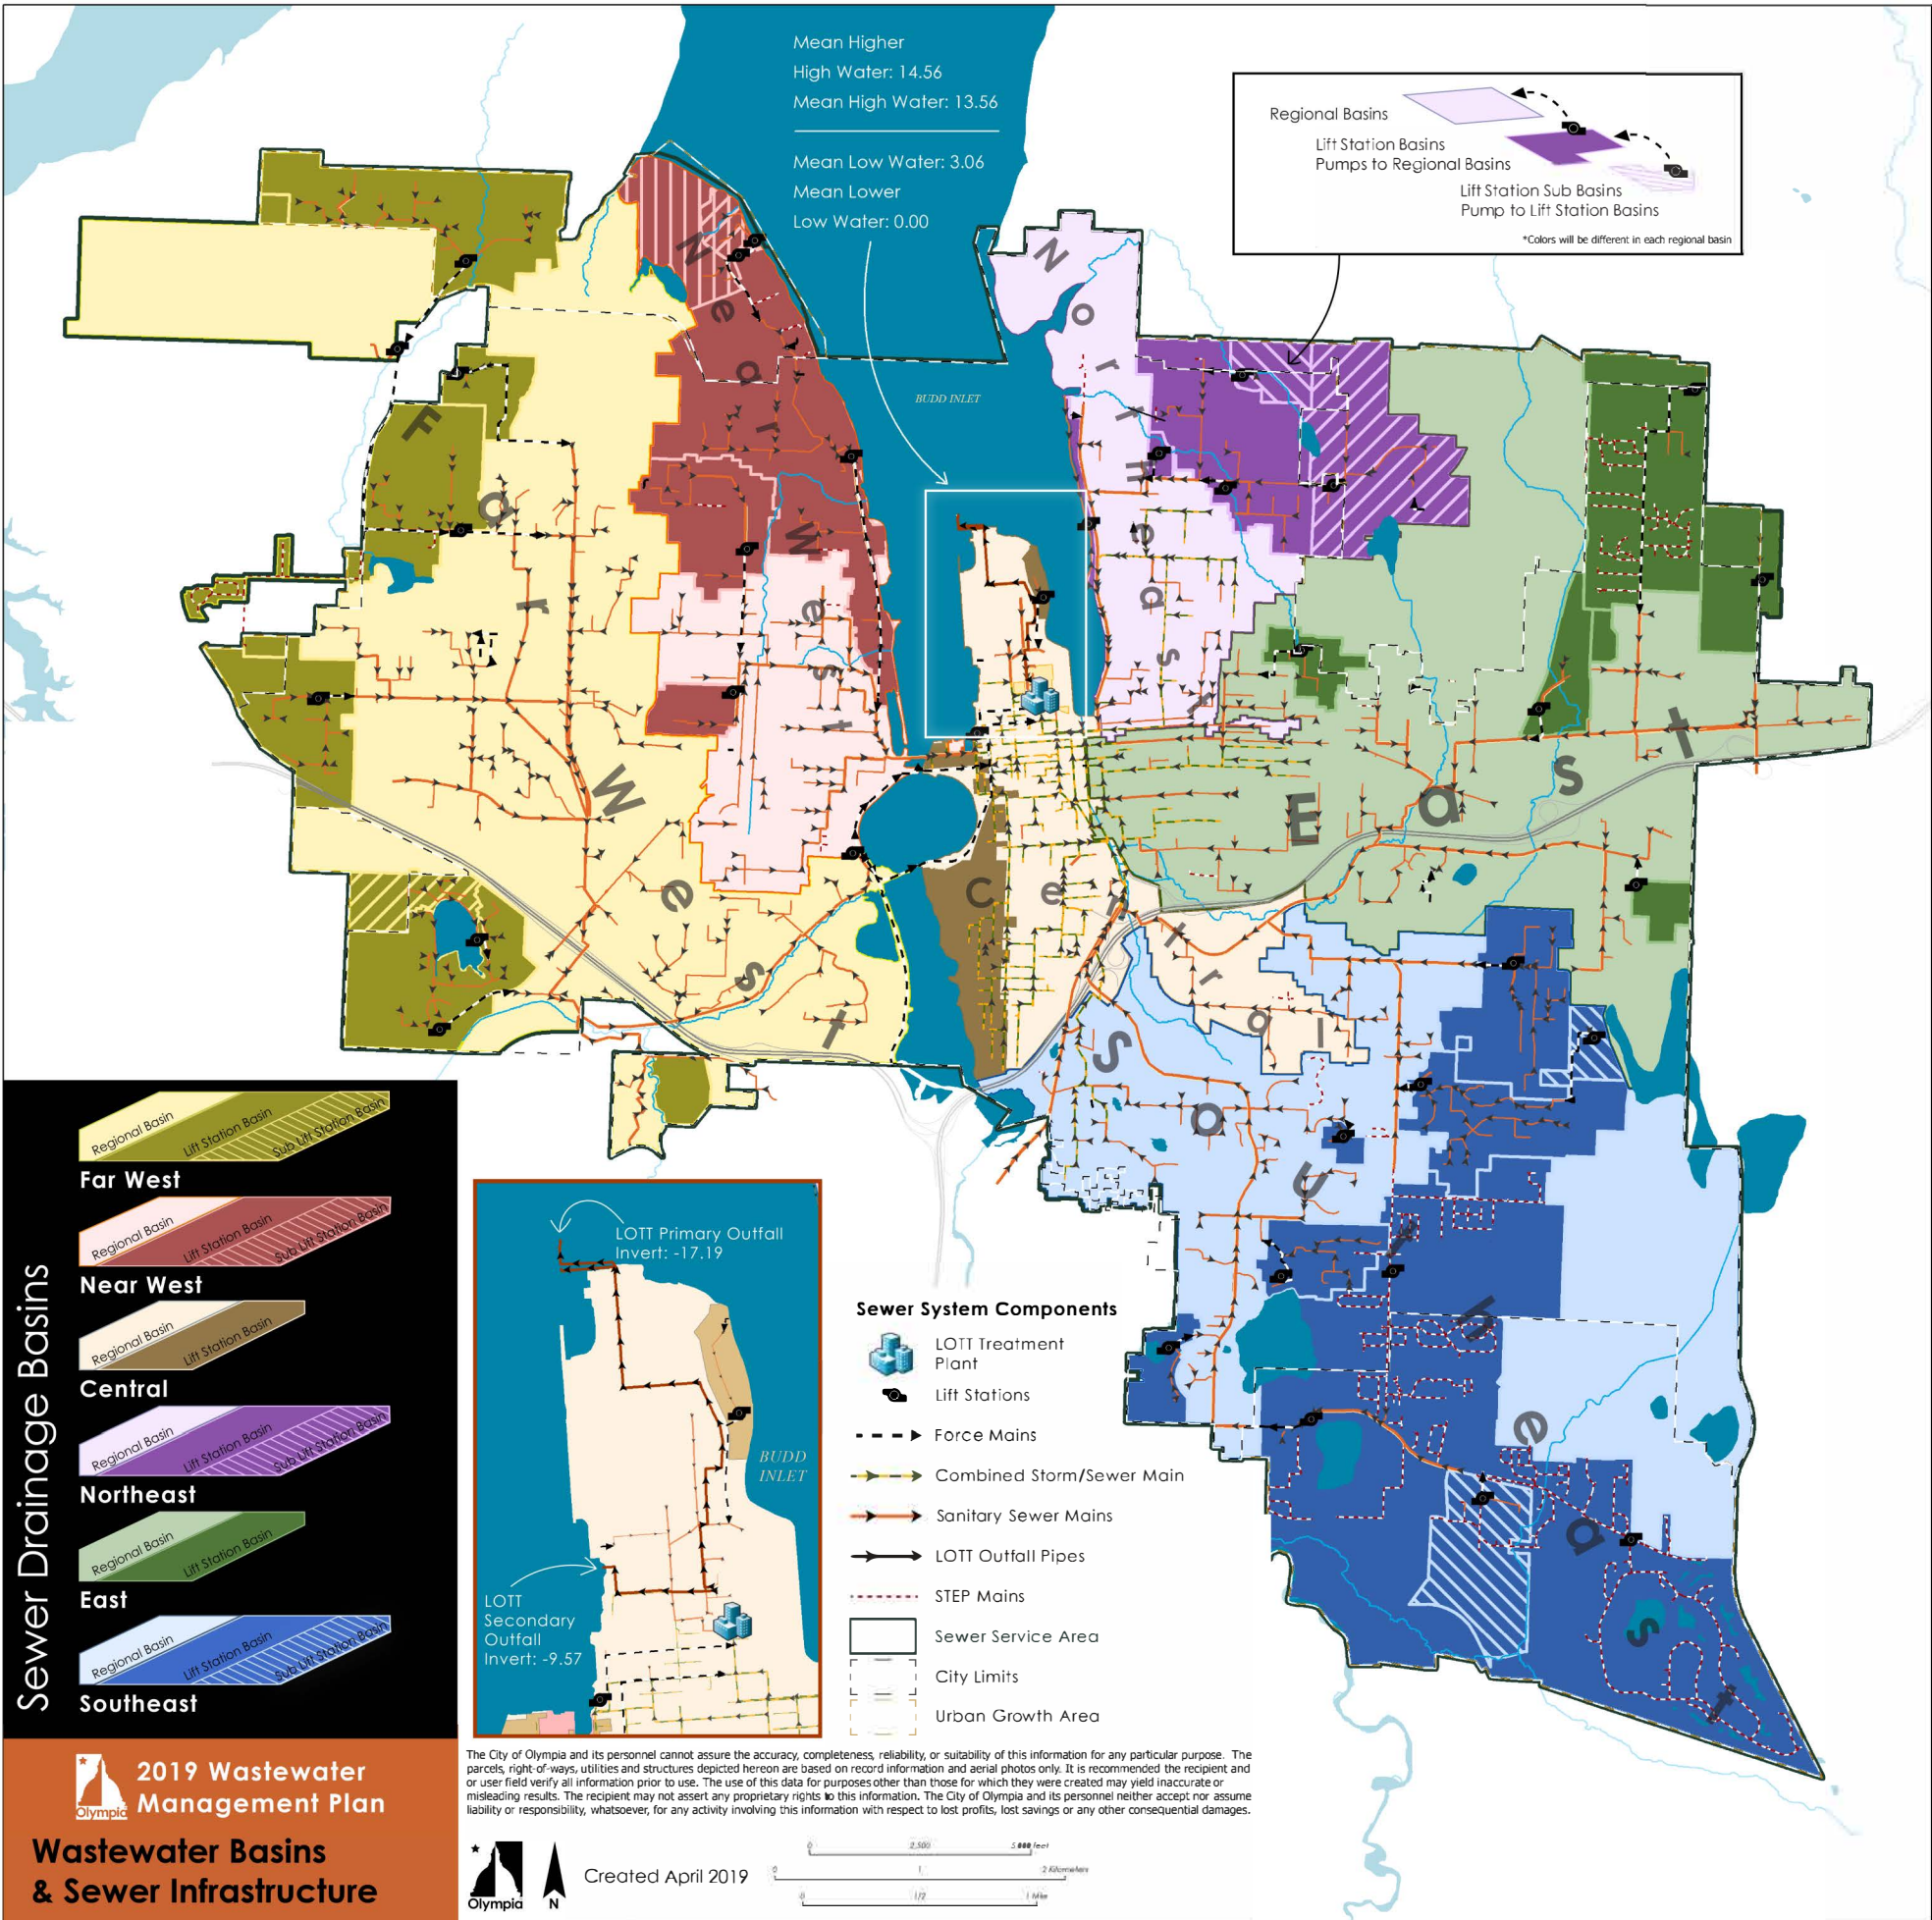 Mean Higher
High Water: 14.56
Mean High Water: 13.56
Mean Low Water: 3.06
Mean Lower
Low Water: 0.00
Regional Basins
Lift Station Basins
Pumps to Regional Basins
Lift Station Sub Basins
Pump to Lift Station Basins
*Colors will be different in each regional basin
BUDD INLET
Far West
Near West
Central
Northeast
East
Southeast
Sewer Drainage Basins
Regional Basin
Lift Station Basin
Sub Lift Station Basin
Far West
Regional Basin
Lift Station Basin
Sub Lift Station Basin
Near West
Regional Basin
Lift Station Basin
Central
Regional Basin
Lift Station Basin
Sub Lift Station Basin
Northeast
Regional Basin
Lift Station Basin
East
Regional Basin
Lift Station Basin
Sub Lift Station Basin
Southeast
LOTT Primary Outfall
Invert: -17.19
BUDD
INLET
LOTT
Secondary
Outfall
Invert: -9.57
Sewer System Components
LOTT Treatment
Plant
Lift Stations
Force Mains
Combined Storm/Sewer Main
Sanitary Sewer Mains
LOTT Outfall Pipes
STEP Mains
Sewer Service Area
City Limits
Urban Growth Area
Olympia
2019 Wastewater
Management Plan
Wastewater Basins
& Sewer Infrastructure
The City of Olympia and its personnel cannot assure the accuracy, completeness, reliability, or suitability of this information for any particular purpose. The
parcels, right-of-ways, utilities and structures depicted hereon are based on record information and aerial photos only. It is recommended the recipient and
or user field verify all information prior to use. The use of this data for purposes other than those for which they were created may yield inaccurate or
misleading results. The recipient may not assert any proprietary rights to this information. The City of Olympia and its personnel neither accept nor assume
liability or responsibility, whatsoever, for any activity involving this information with respect to lost profits, lost savings or any other consequential damages.
Olympia
N
Created April 2019
0 2,500 5,000 feet
0 1 2 Kilometers
0 1/2 1 Mile